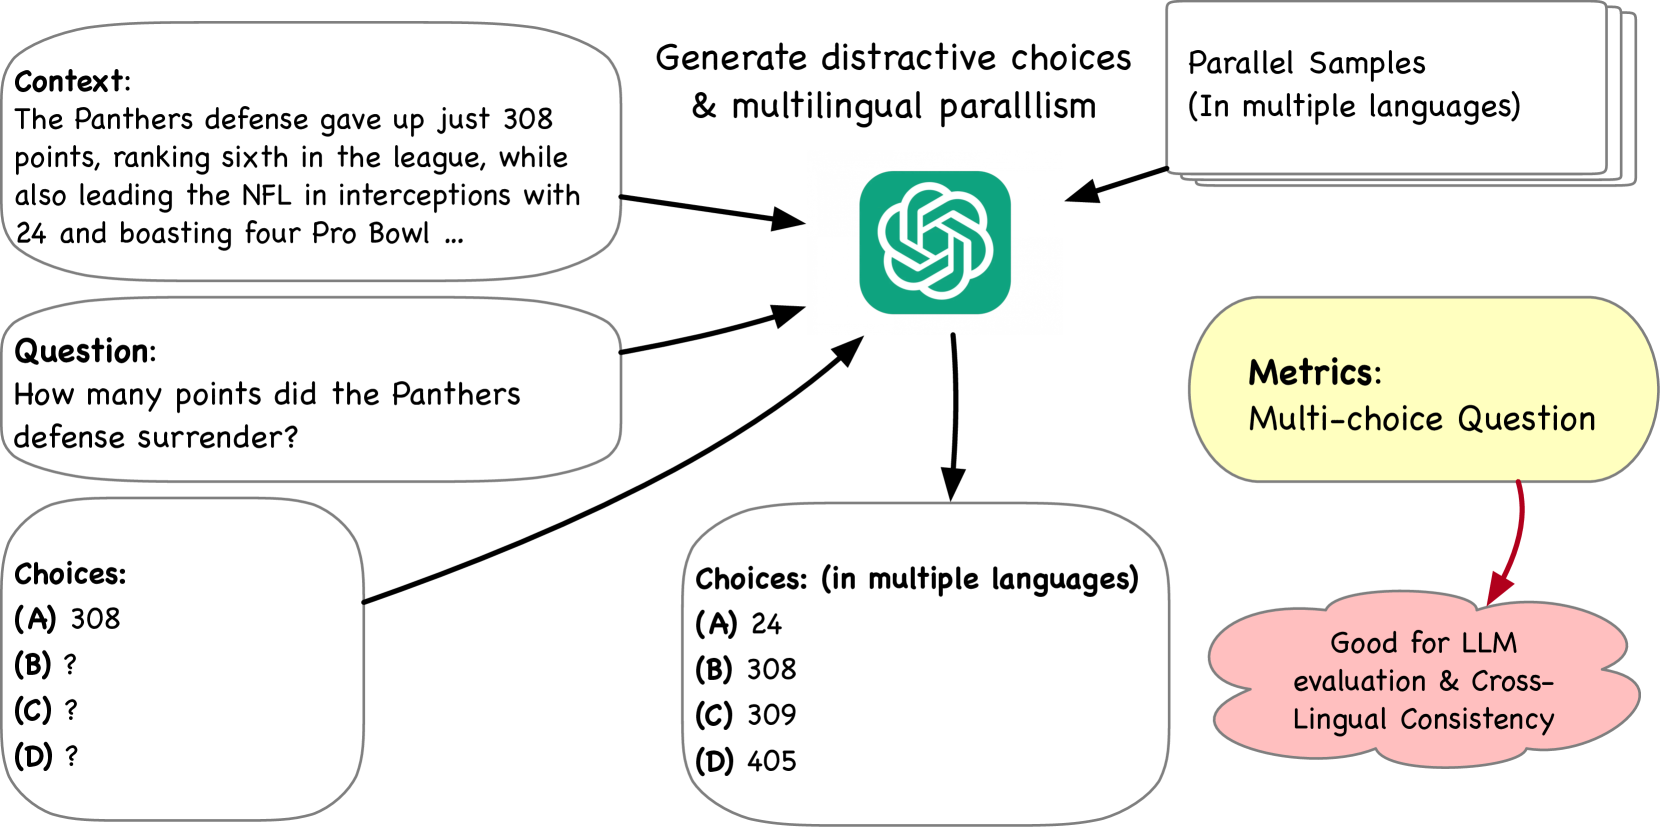 Context:
The Panthers defense gave up just 308
points, ranking sixth in the league, while
also leading the NFL in interceptions with
24 and boasting four Pro Bowl ...
Question:
How many points did the Panthers
defense surrender?
Choices:
(A) 308
(B) ?
(C) ?
(D) ?
Generate distractive choices
& multilingual paralllism
Parallel Samples
(In multiple languages)
Choices: (in multiple languages)
(A) 24
(B) 308
(C) 309
(D) 405
Metrics:
Multi-choice Question
Good for LLM
evaluation & Cross-
Lingual Consistency